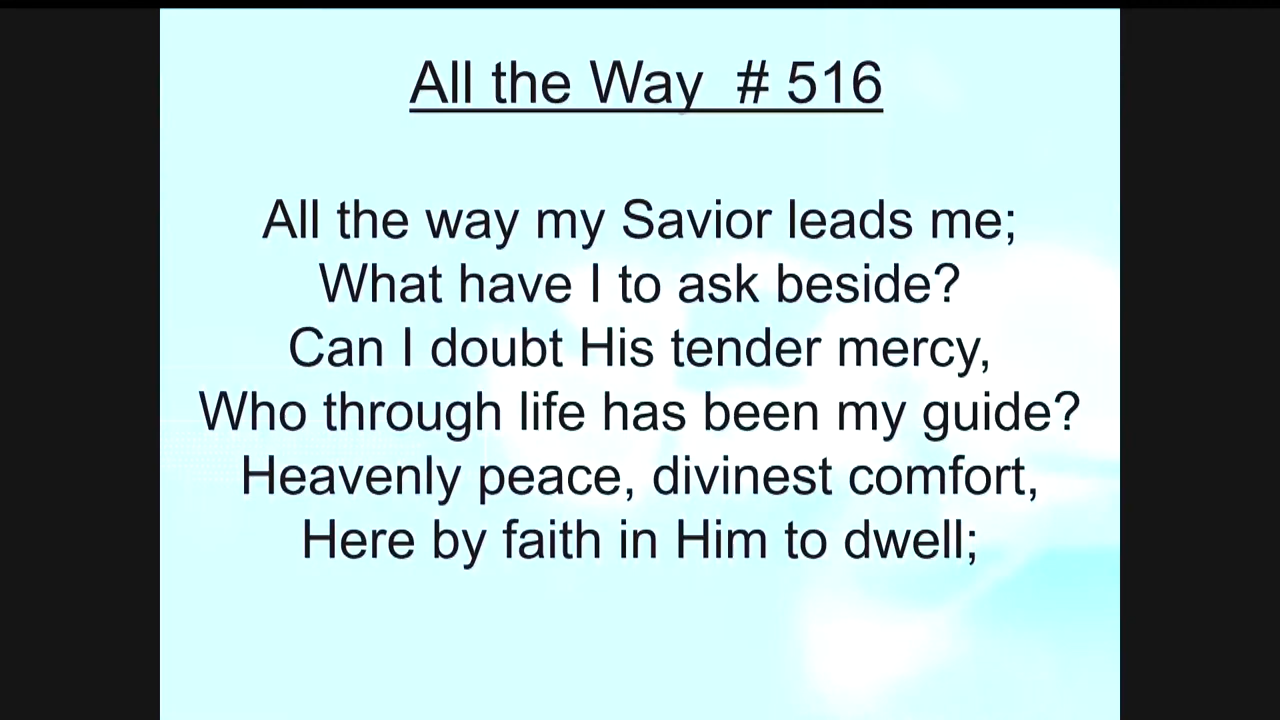 All the Way # 516
All the way my Savior leads me;
What have I to ask beside?
Can I doubt His tender mercy,
Who through life has been my guide?
Heavenly peace, divinest comfort,
Here by faith in Him to dwell;